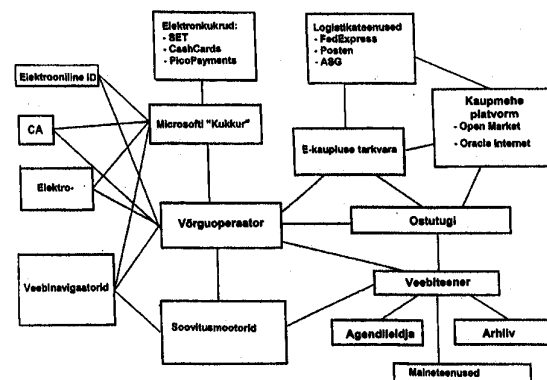 Elektronkukrud:
- SET
- CashCards
- PicoPayments
Logistikateenused
- FedExpress
- Posten
- ASG
Elektrooniline ID
CA
Elektro-
Veebinavigaatorid
Microsofti "Kukkur"
E-kaupluse tarkvara
Kaupmehe
platvorm
- Open Market
- Oracle Internet
Võrguoperaator
Ostutugi
Soovitusmootorid
Veebiteener
Agendileidja
Arhiiv
Maineteenused